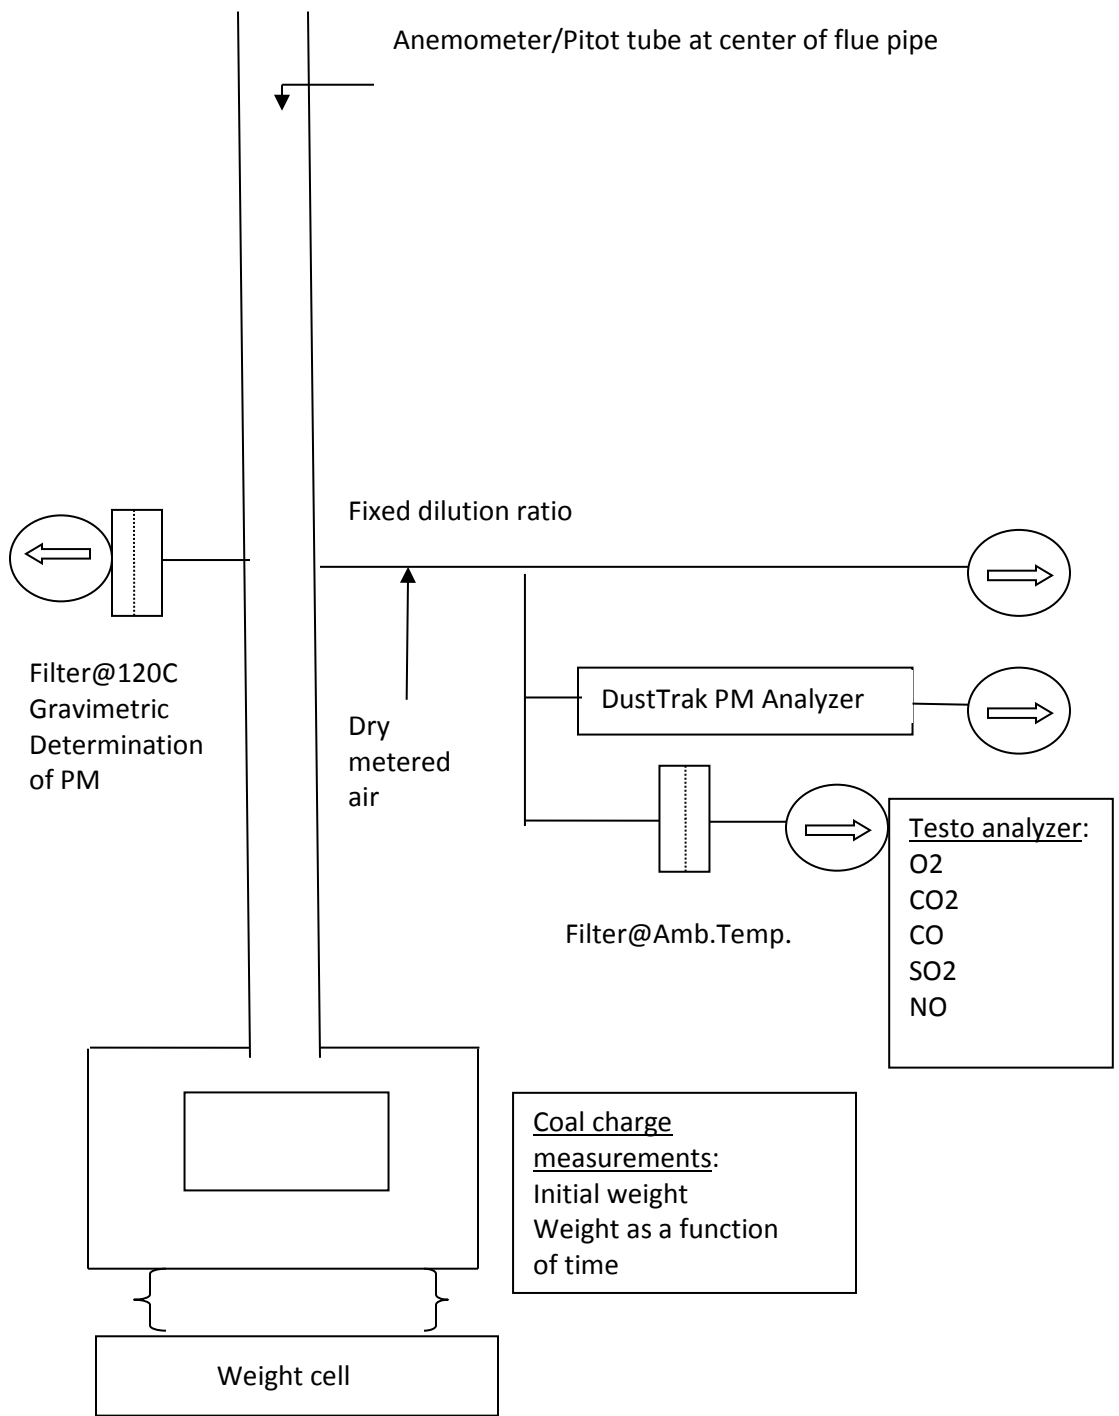 Anemometer/Pitot tube at center of flue pipe
Fixed dilution ratio
Filter@120C
Gravimetric
Determination
of PM
Dry
metered
air
DustTrak PM Analyzer
Filter@Amb.Temp.
Testo analyzer:
O2
CO2
CO
SO2
NO
Coal charge
measurements:
Initial weight
Weight as a function
of time
Weight cell